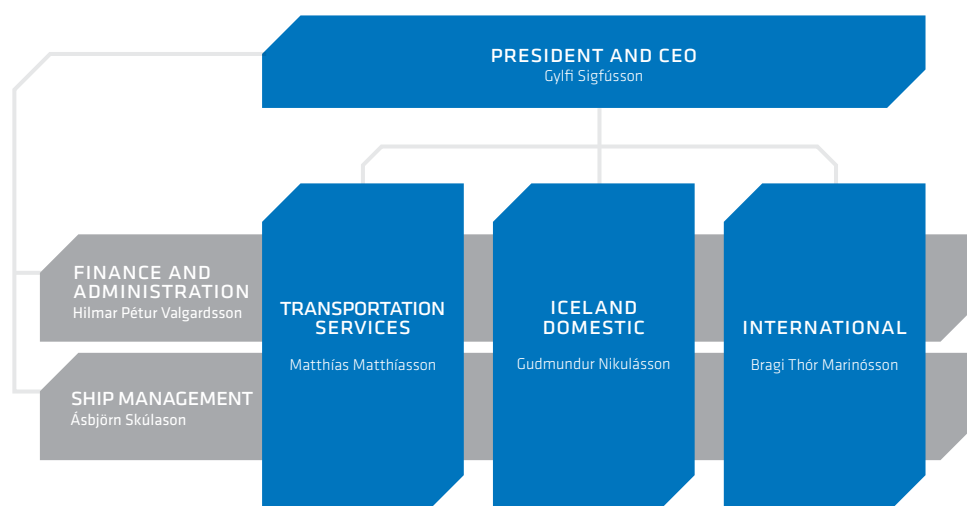 PRESIDENT AND CEO
Gylfi Sigfússon
FINANCE AND
ADMINISTRATION
Hilmar Pétur Valgardsson
SHIP MANAGEMENT
Ásbjörn Skúlason
TRANSPORTATION
SERVICES
Matthías Matthíasson
ICELAND
DOMESTIC
Gudmundur Nikulásson
INTERNATIONAL
Bragi Thór Marinósson